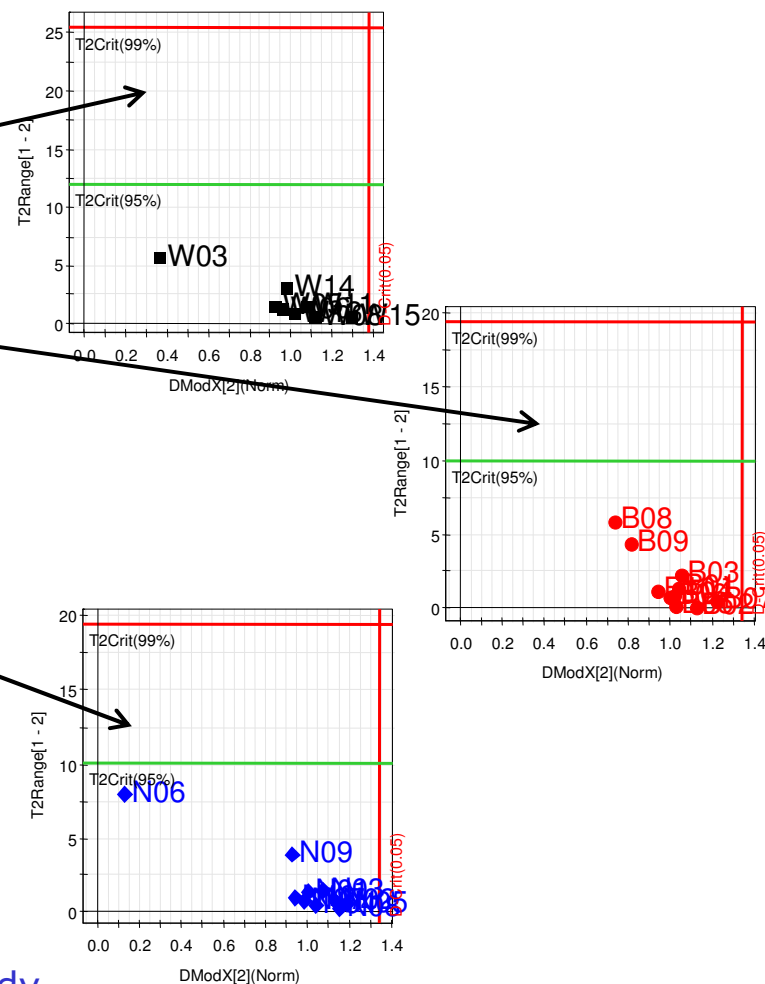 25
T2Crit(99%)
20
15
T2Crit(95%)
10
5
0
T2Range[1 - 2]
W03
W14
W15
D-Crit(0.05)
0.0 0.2 0.4 0.6 0.8 1.0 1.2 1.4
DModX[2](Norm)
20
T2Crit(99%)
15
10
T2Crit(95%)
5
0
T2Range[1 - 2]
B08
B09
B03
D-Crit(0.05)
0.0 0.2 0.4 0.6 0.8 1.0 1.2 1.4
DModX[2](Norm)
20
T2Crit(99%)
15
10
T2Crit(95%)
5
0
T2Range[1 - 2]
N06
N09
D-Crit(0.05)
0.0 0.2 0.4 0.6 0.8 1.0 1.2 1.4
DModX[2](Norm)